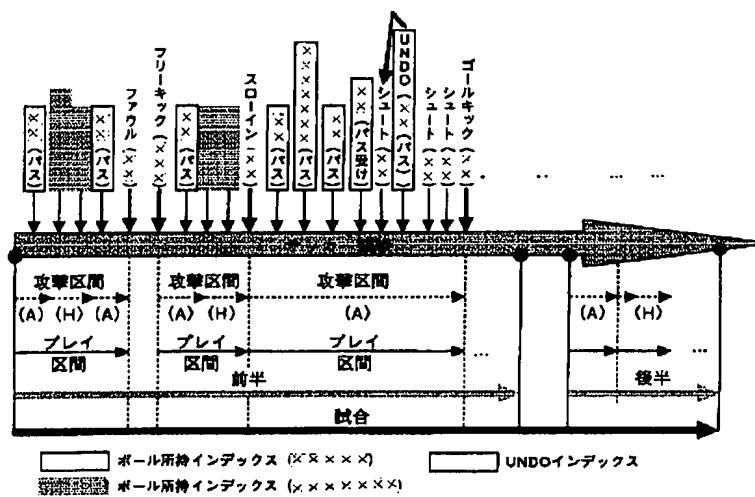 ××(パス)
××(パス)
ファウル(××)
フリーキック(××)
××(パス)
スローイン(××)
××(パス)
××(パス)
××(パス受け)
シュート(××)
UNDO(××(パス))
シュート(××)
シュート(××)
ゴールキック(××)
攻撃区間
攻撃区間
攻撃区間
(A) (H) (A)
(A) (H)
(A)
(A) (H)
プレイ
区間
プレイ
区間
プレイ
区間
...
...
前半
後半
試合
ボール所持インデックス (×××××)
UNDOインデックス
ボール所持インデックス (×××××××)